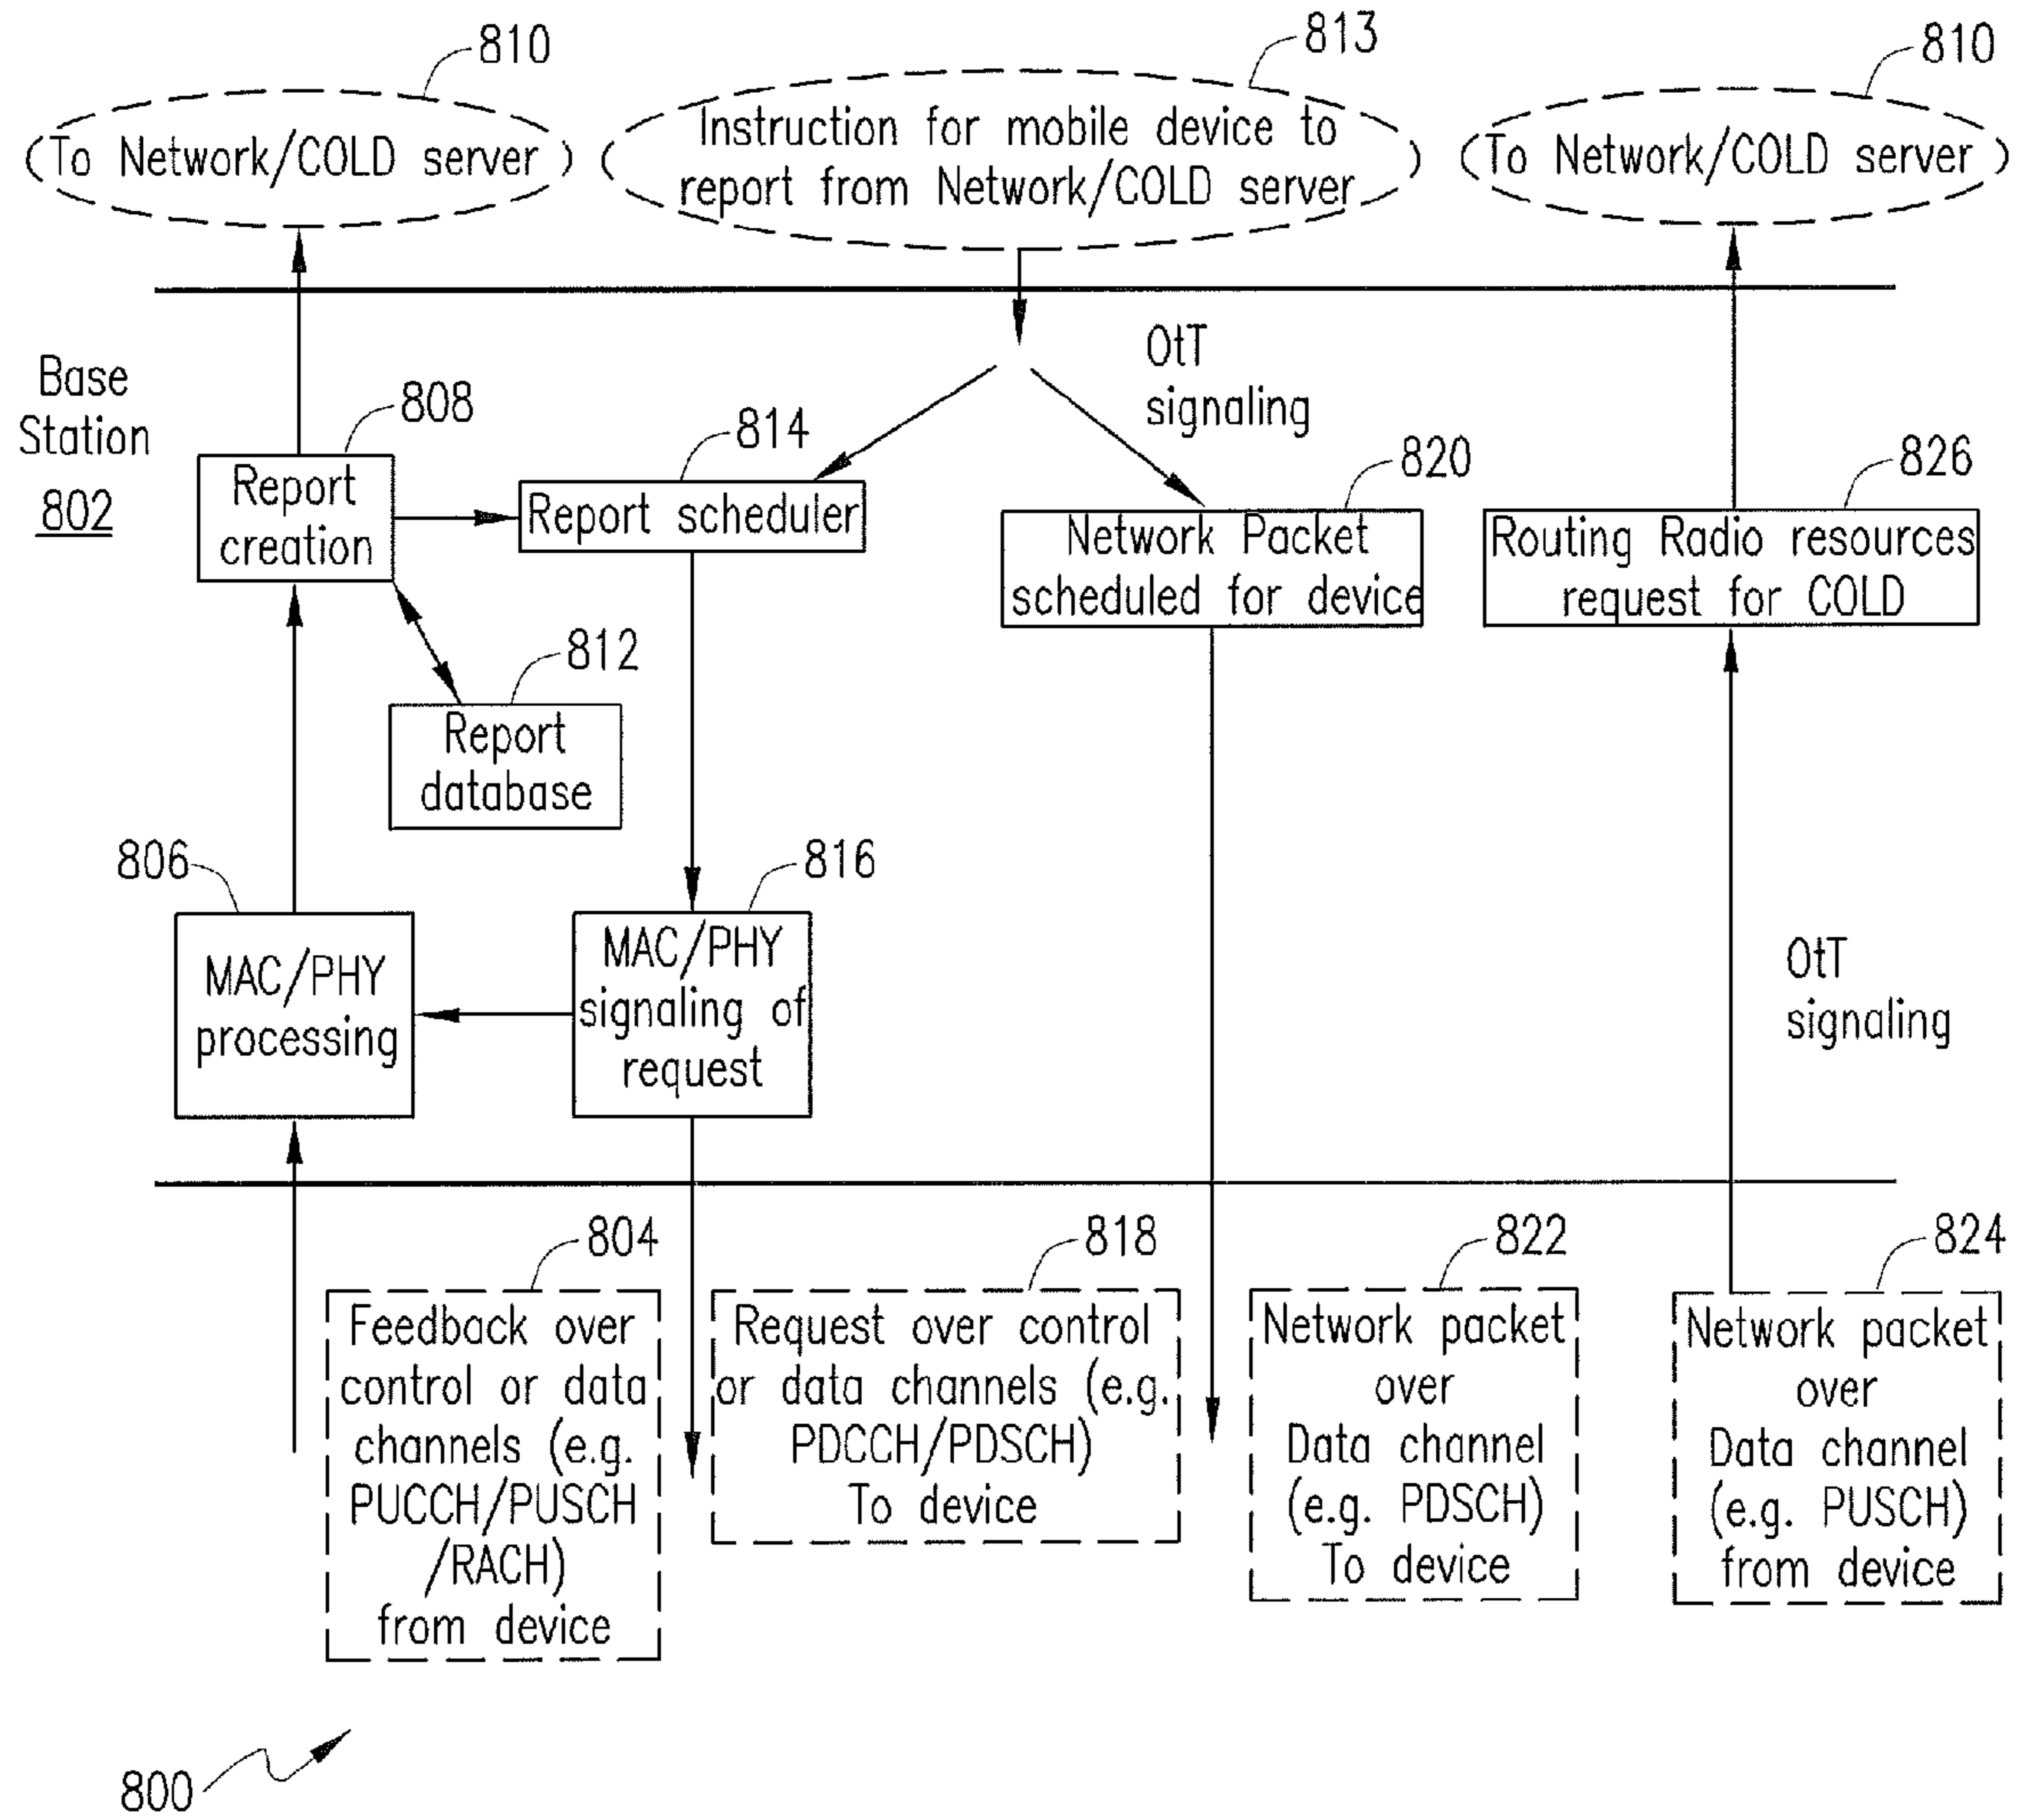 810
813
810
To Network/COLD server
Instruction for mobile device to
report from Network/COLD server
To Network/COLD server
Base
Station
802
OtT
signaling
808
Report
creation
814
Report scheduler
820
Network Packet
scheduled for device
826
Routing Radio resources
request for COLD
812
Report
database
806
MAC/PHY
processing
816
MAC/PHY
signaling of
request
OtT
signaling
804
Feedback over
control or data
channels (e.g.
PUCCH/PUSCH
/RACH)
from device
818
Request over control
or data channels (e.g.
PDCCH/PDSCH)
To device
822
Network packet
over
Data channel
(e.g. PDSCH)
To device
824
Network packet
over
Data channel
(e.g. PUSCH)
from device
800